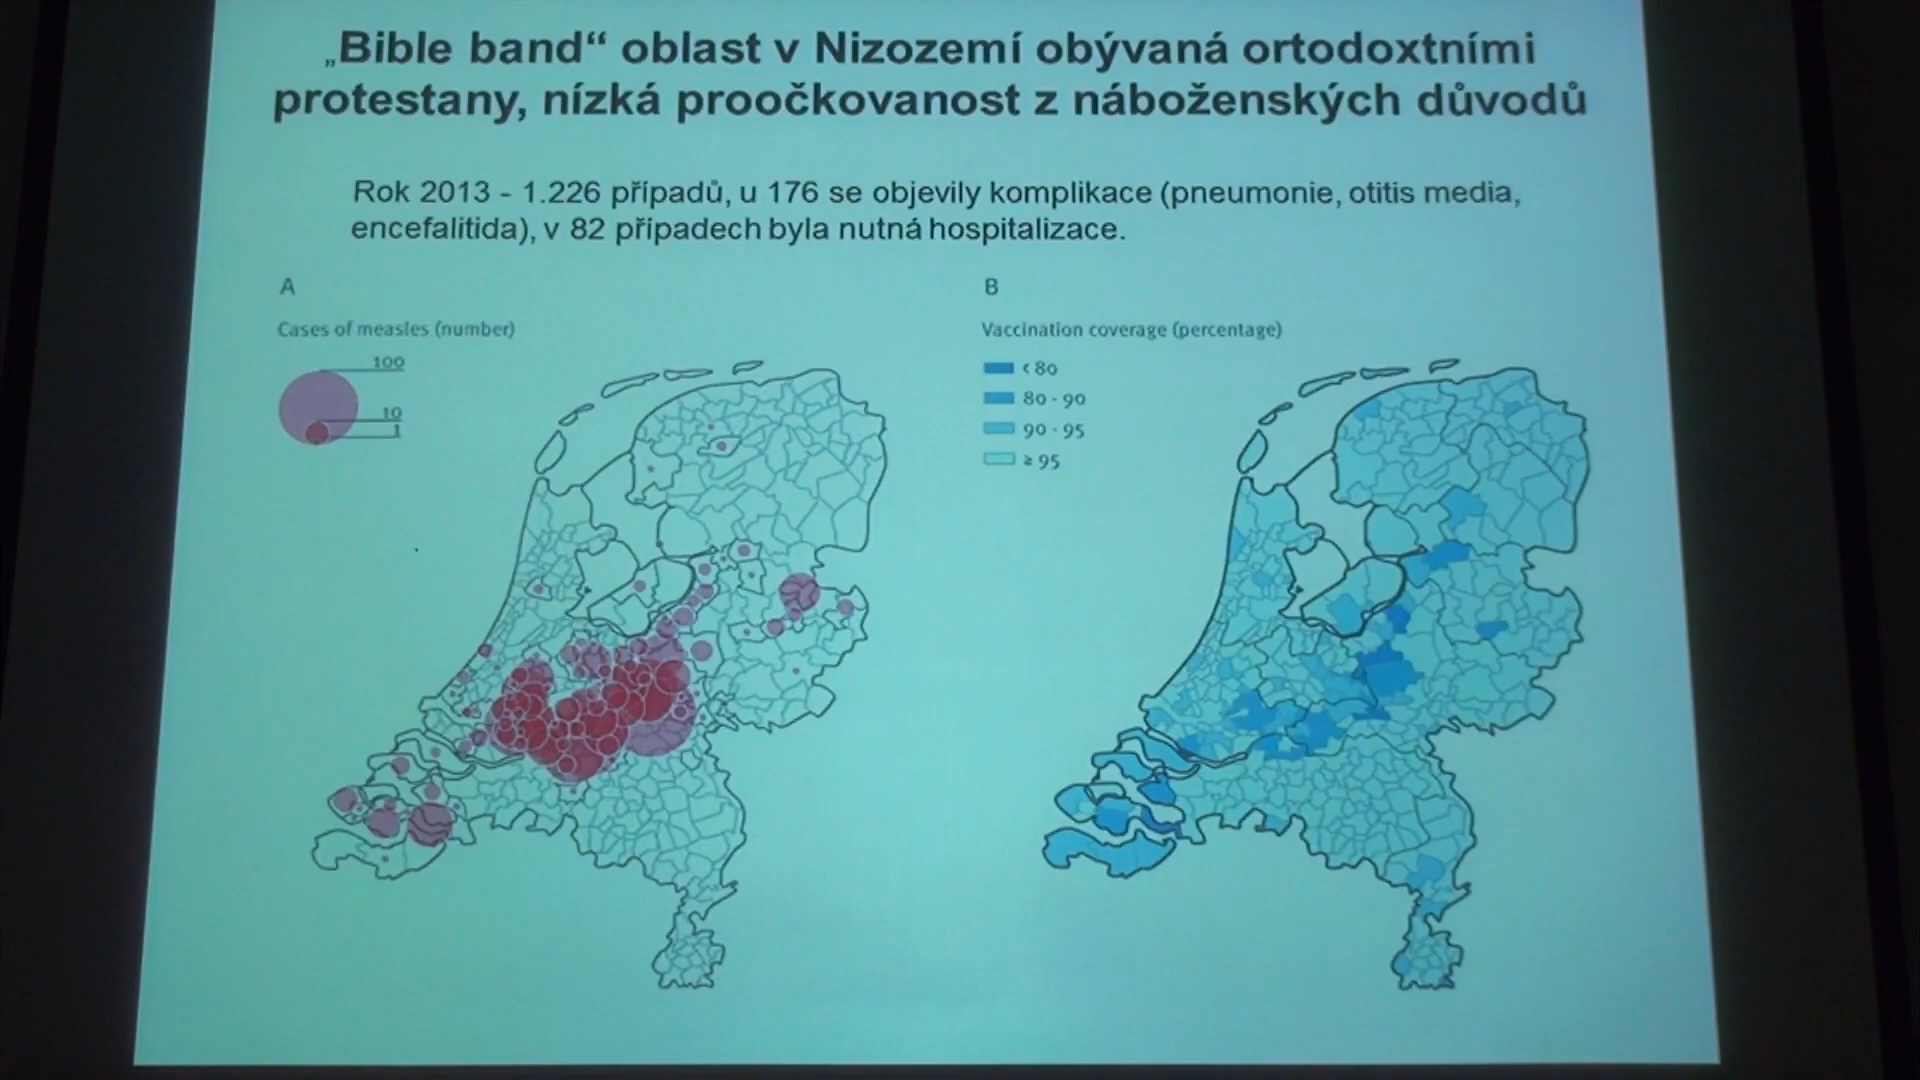 „Bible band“ oblast v Nizozemí obývaná ortodoxtními
protestany, nízká proočkovanost z náboženských důvodů
Rok 2013 - 1.226 případů, u 176 se objevily komplikace (pneumonie, otitis media,
encefalitida), v 82 případech byla nutná hospitalizace.
A
Cases of measles (number)
100
10
1
B
Vaccination coverage (percentage)
< 80
80 - 90
90 - 95
≥ 95